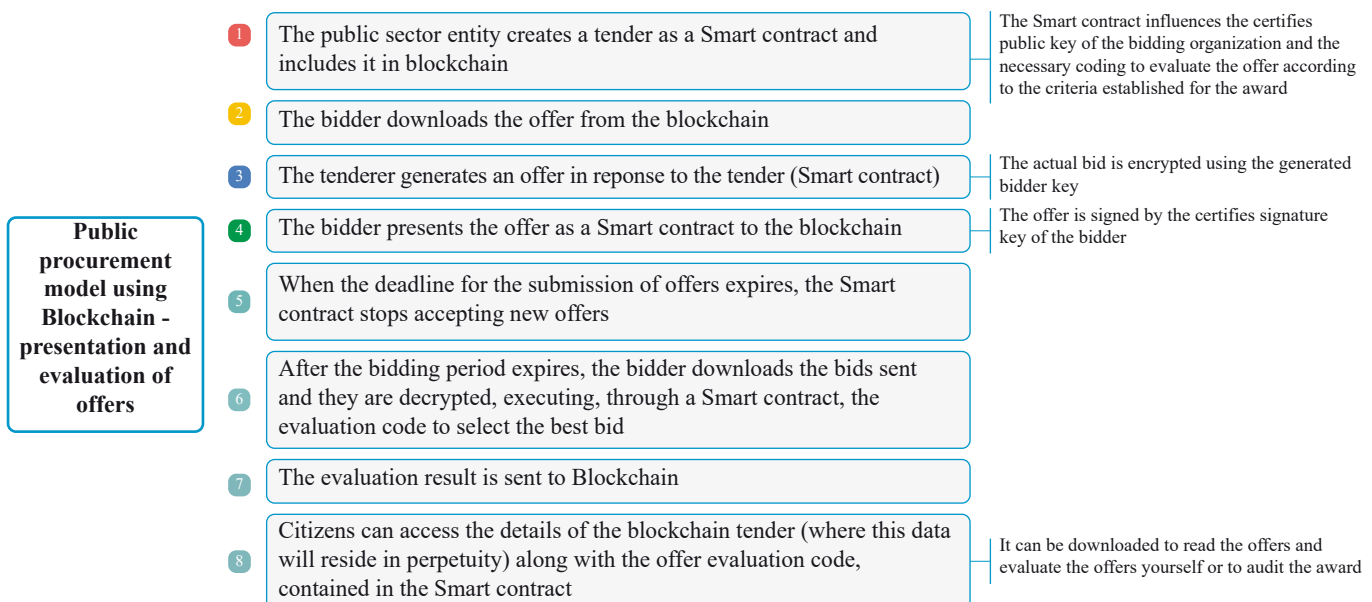 Public
procurement
model using
Blockchain -
presentation and
evaluation of
offers
1
The public sector entity creates a tender as a Smart contract and
includes it in blockchain
The Smart contract influences the certifies
public key of the bidding organization and the
necessary coding to evaluate the offer according
to the criteria established for the award
2
The bidder downloads the offer from the blockchain
3
The tenderer generates an offer in reponse to the tender (Smart contract)
The actual bid is encrypted using the generated
bidder key
4
The bidder presents the offer as a Smart contract to the blockchain
The offer is signed by the certifies signature
key of the bidder
5
When the deadline for the submission of offers expires, the Smart
contract stops accepting new offers
6
After the bidding period expires, the bidder downloads the bids sent
and they are decrypted, executing, through a Smart contract, the
evaluation code to select the best bid
7
The evaluation result is sent to Blockchain
8
Citizens can access the details of the blockchain tender (where this data
will reside in perpetuity) along with the offer evaluation code,
contained in the Smart contract
It can be downloaded to read the offers and
evaluate the offers yourself or to audit the award